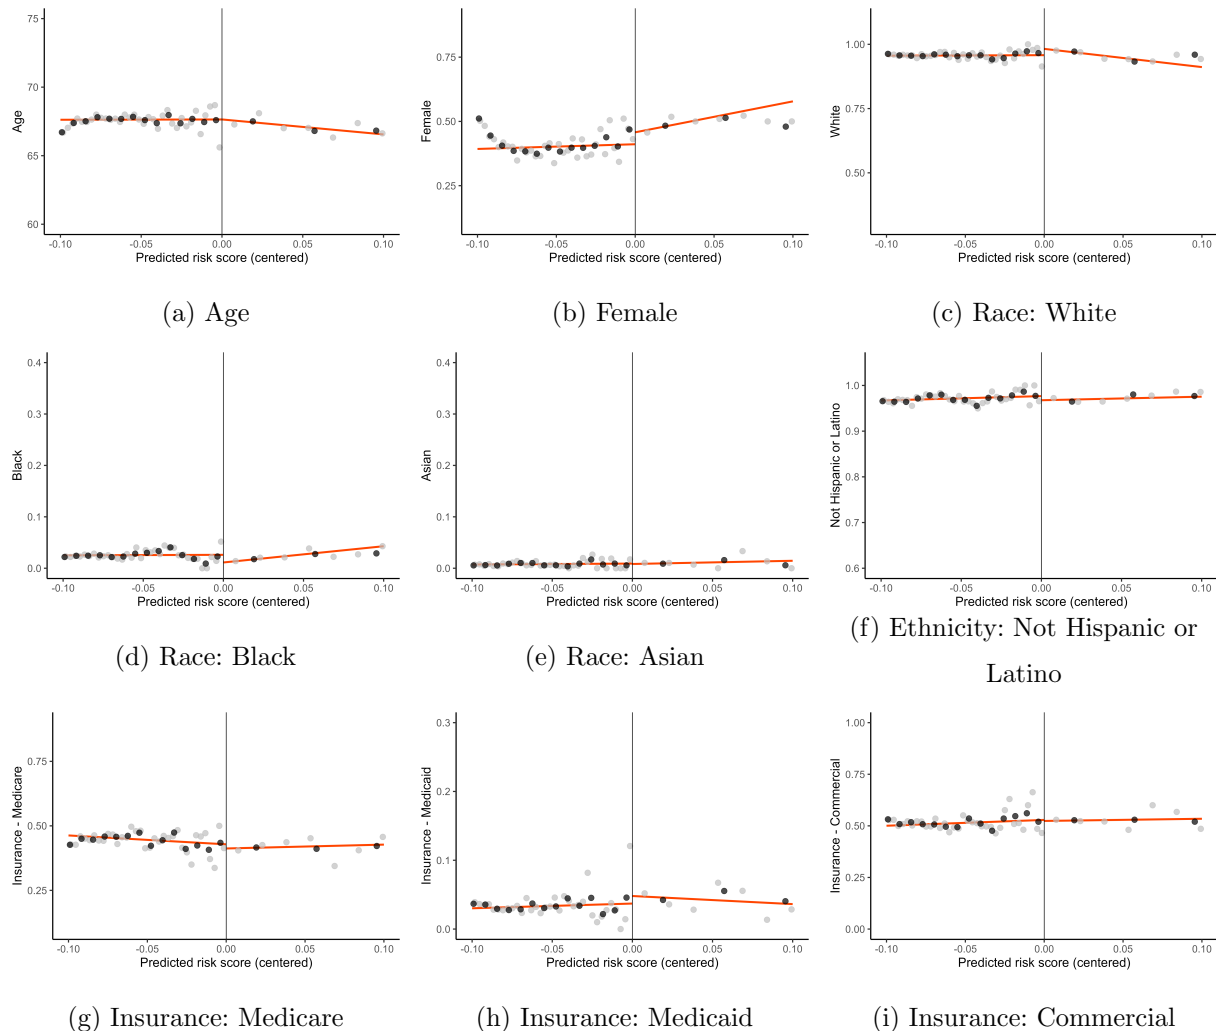 75
70
65
60
Age
-0.10 -0.05 0.00 0.05 0.10
Predicted risk score (centered)
(a) Age
0.75
0.50
0.25
Female
-0.10 -0.05 0.00 0.05 0.10
Predicted risk score (centered)
(b) Female
1.00
0.75
0.50
White
-0.10 -0.05 0.00 0.05 0.10
Predicted risk score (centered)
(c) Race: White
0.4
0.3
0.2
0.1
0.0
Black
-0.10 -0.05 0.00 0.05 0.10
Predicted risk score (centered)
(d) Race: Black
0.4
0.3
0.2
0.1
0.0
Asian
-0.10 -0.05 0.00 0.05 0.10
Predicted risk score (centered)
(e) Race: Asian
1.0
0.9
0.8
0.7
0.6
Not Hispanic or Latino
-0.10 -0.05 0.00 0.05 0.10
Predicted risk score (centered)
(f) Ethnicity: Not Hispanic or
Latino
0.75
0.50
0.25
Insurance - Medicare
-0.10 -0.05 0.00 0.05 0.10
Predicted risk score (centered)
(g) Insurance: Medicare
0.3
0.2
0.1
0.0
Insurance - Medicaid
-0.10 -0.05 0.00 0.05 0.10
Predicted risk score (centered)
(h) Insurance: Medicaid
1.00
0.75
0.50
0.25
0.00
Insurance - Commercial
-0.10 -0.05 0.00 0.05 0.10
Predicted risk score (centered)
(i) Insurance: Commercial